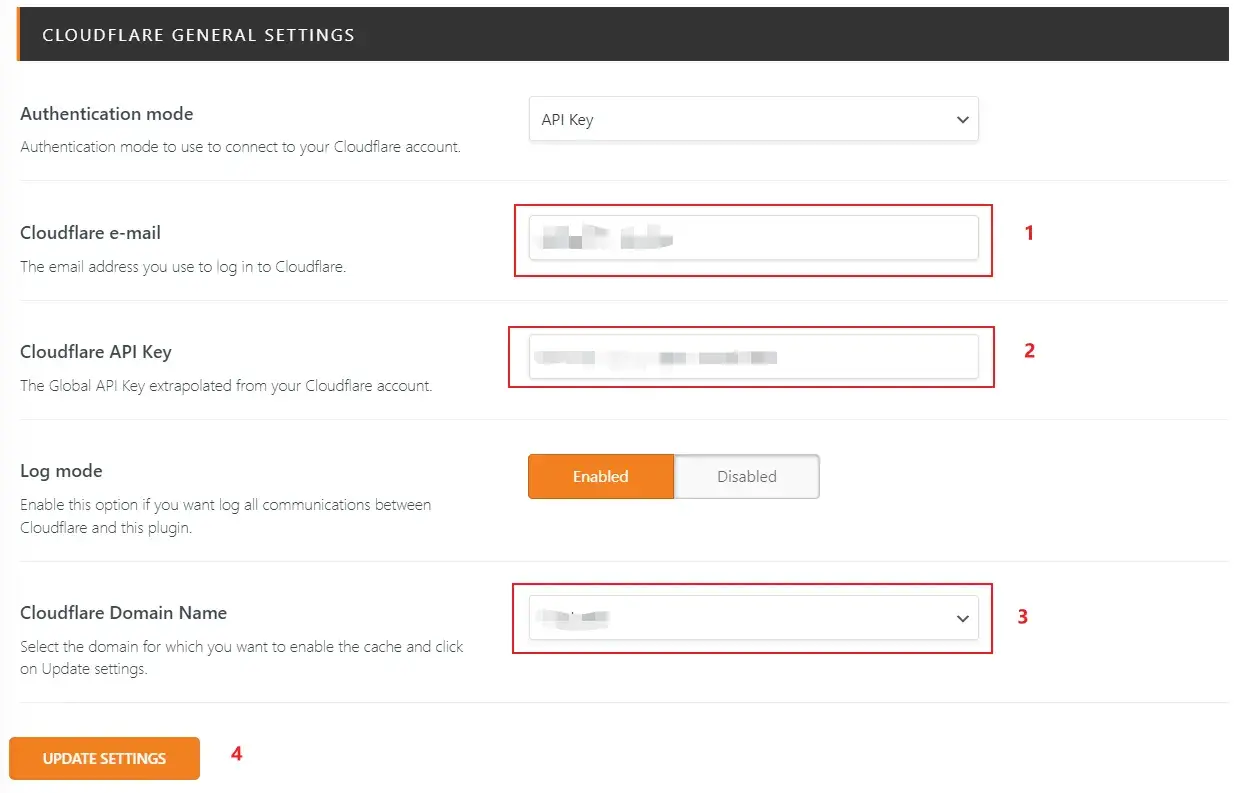 CLOUDFLARE GENERAL SETTINGS
Authentication mode
API Key
Authentication mode to use to connect to your Cloudflare account.
Cloudflare e-mail
1
The email address you use to log in to Cloudflare.
Cloudflare API Key
2
The Global API Key extrapolated from your Cloudflare account.
Log mode
Enabled
Disabled
Enable this option if you want log all communications between
Cloudflare and this plugin.
Cloudflare Domain Name
3
Select the domain for which you want to enable the cache and click
on Update settings.
UPDATE SETTINGS
4